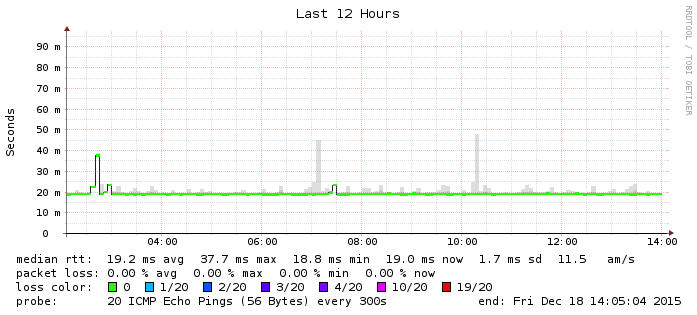 Last 12 Hours
RRDTOOL / TOBI OETIKER
Seconds
90 m
80 m
70 m
60 m
50 m
40 m
30 m
20 m
10 m
0
04:00 06:00 08:00 10:00 12:00 14:00
median rtt: 19.2 ms avg 37.7 ms max 18.8 ms min 19.0 ms now 1.7 ms sd 11.5 am/s
packet loss: 0.00 % avg 0.00 % max 0.00 % min 0.00 % now
loss color: 0 1/20 2/20 3/20 4/20 10/20 19/20
probe: 20 ICMP Echo Pings (56 Bytes) every 300s end: Fri Dec 18 14:05:04 2015